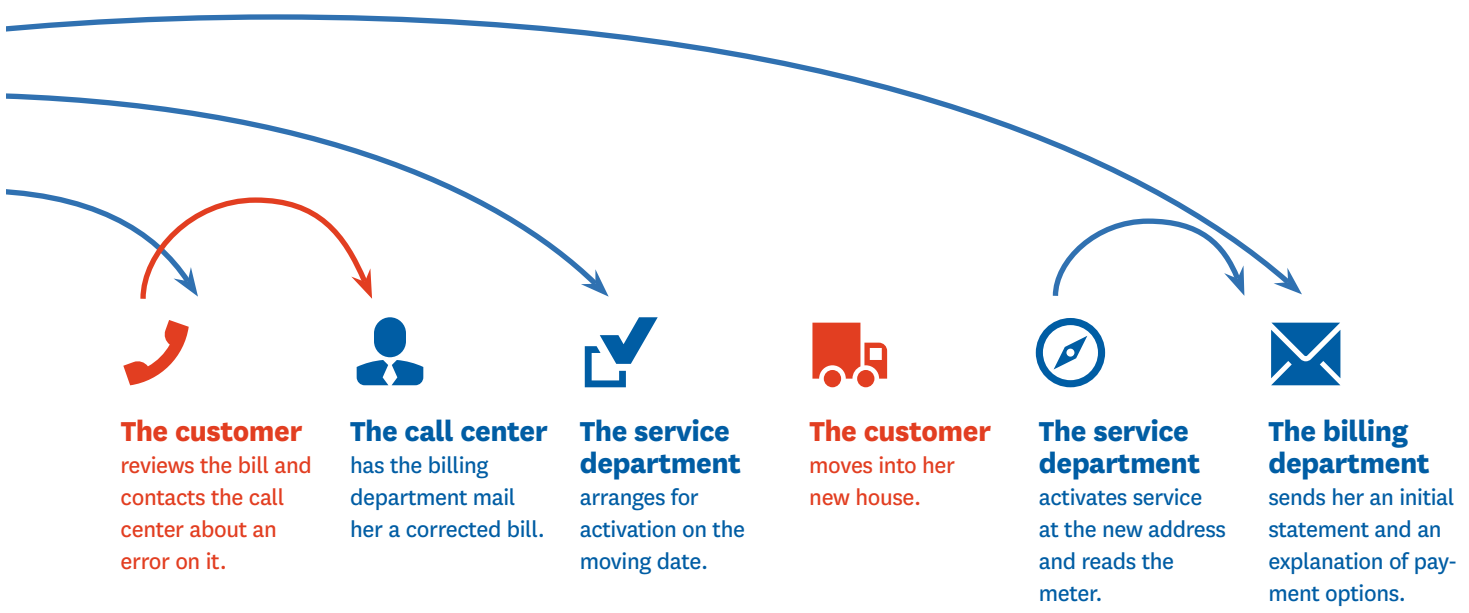 The customer
reviews the bill and
contacts the call
center about an
error on it.
The call center
has the billing
department mail
her a corrected bill.
The service
department
arranges for
activation on the
moving date.
The customer
moves into her
new house.
The service
department
activates service
at the new address
and reads the
meter.
The billing
department
sends her an initial
statement and an
explanation of pay-
ment options.